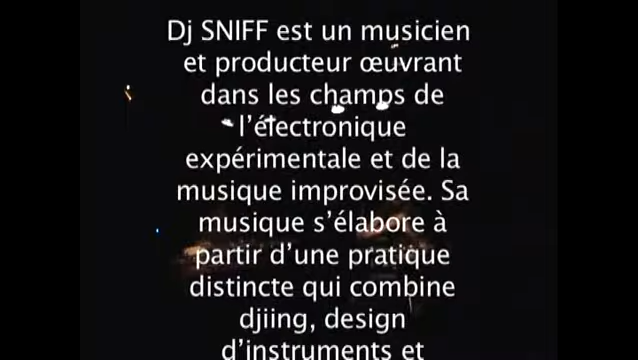 Dj SNIFF est un musicien
et producteur œuvrant
dans les champs de
l’électronique
expérimentale et de la
musique improvisée. Sa
musique s’élabore à
partir d’une pratique
distincte qui combine
djiing, design
d’instruments et